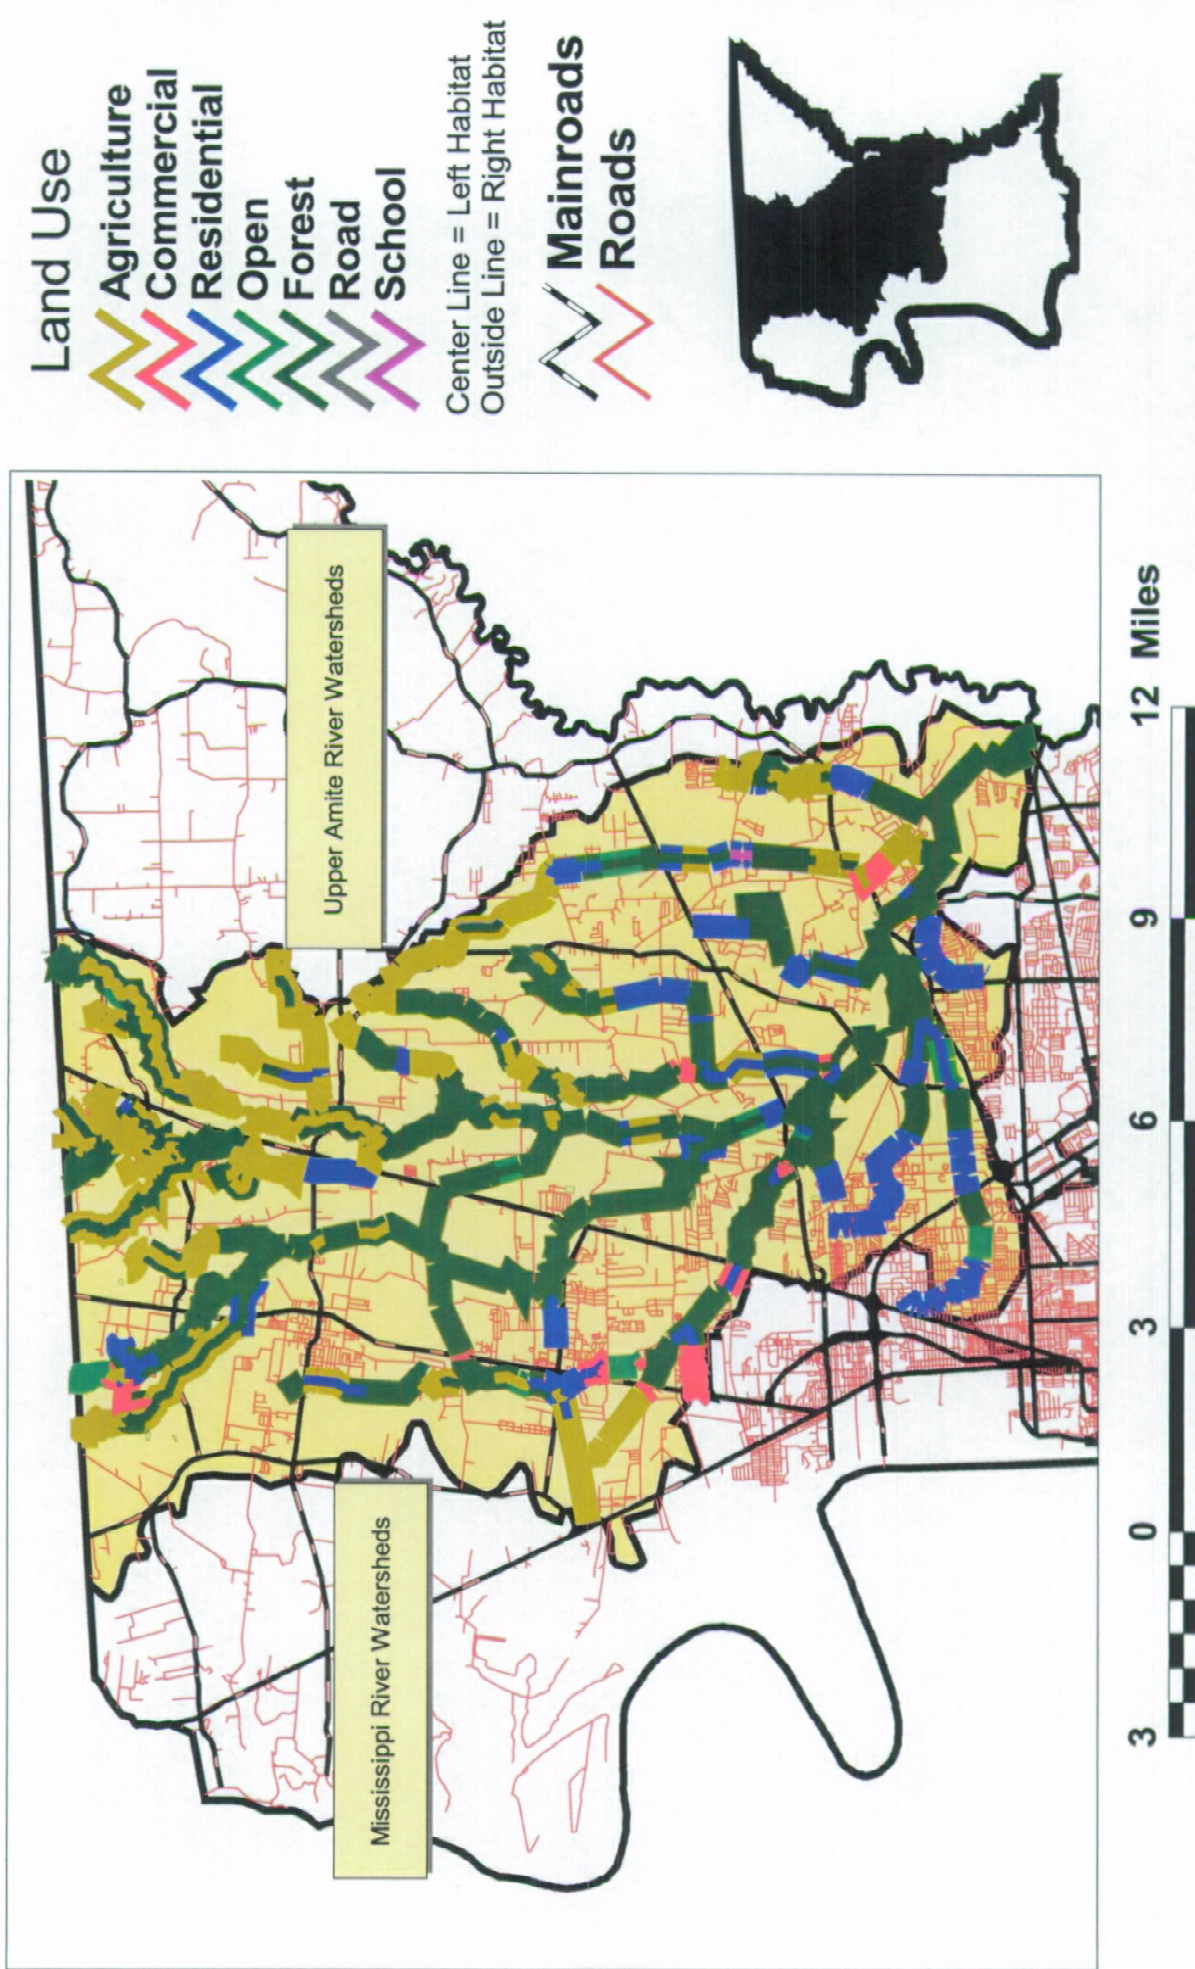 Land Use
Agriculture
Commercial
Residential
Open
Forest
Road
School
Center Line = Left Habitat
Outside Line = Right Habitat
Mainroads
Roads
Upper Amite River Watersheds
Mississippi River Watersheds
3 0 3 6 9 12 Miles